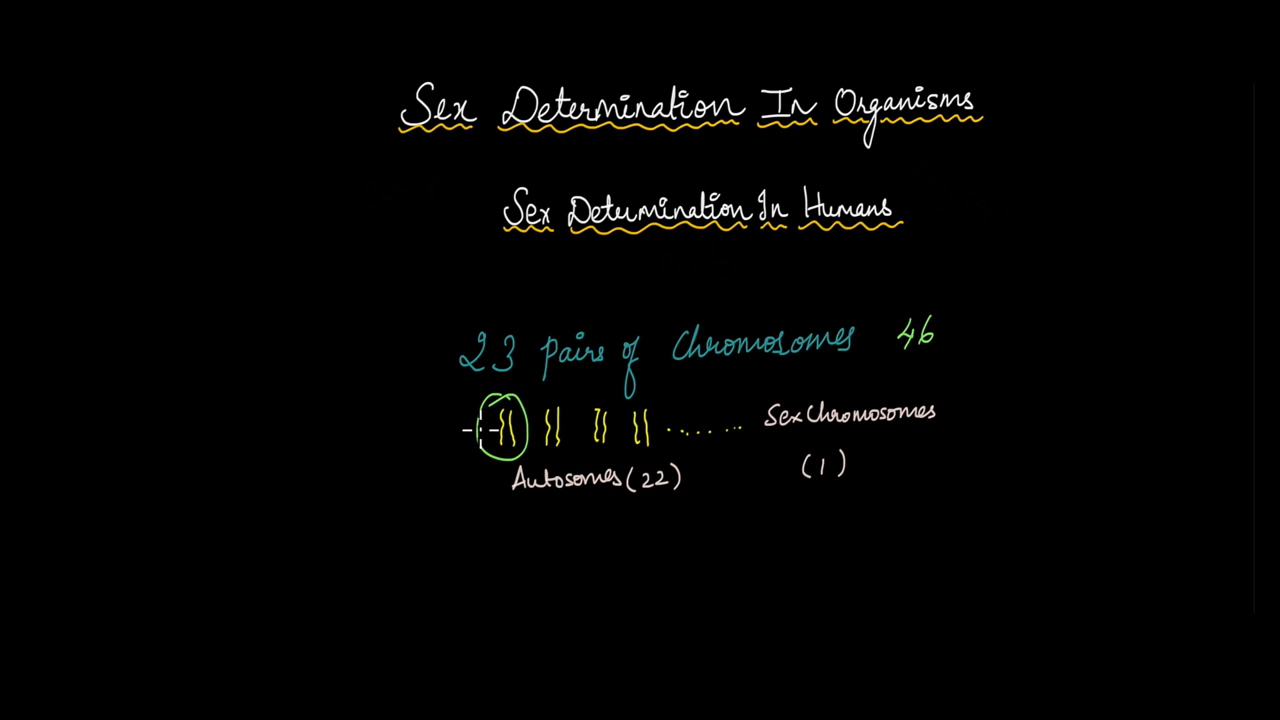 Sex Determination In Organisms
Sex Determination In Humans
23 pairs of Chromosomes 46
Sex Chromosomes
Autosomes (22) (1)